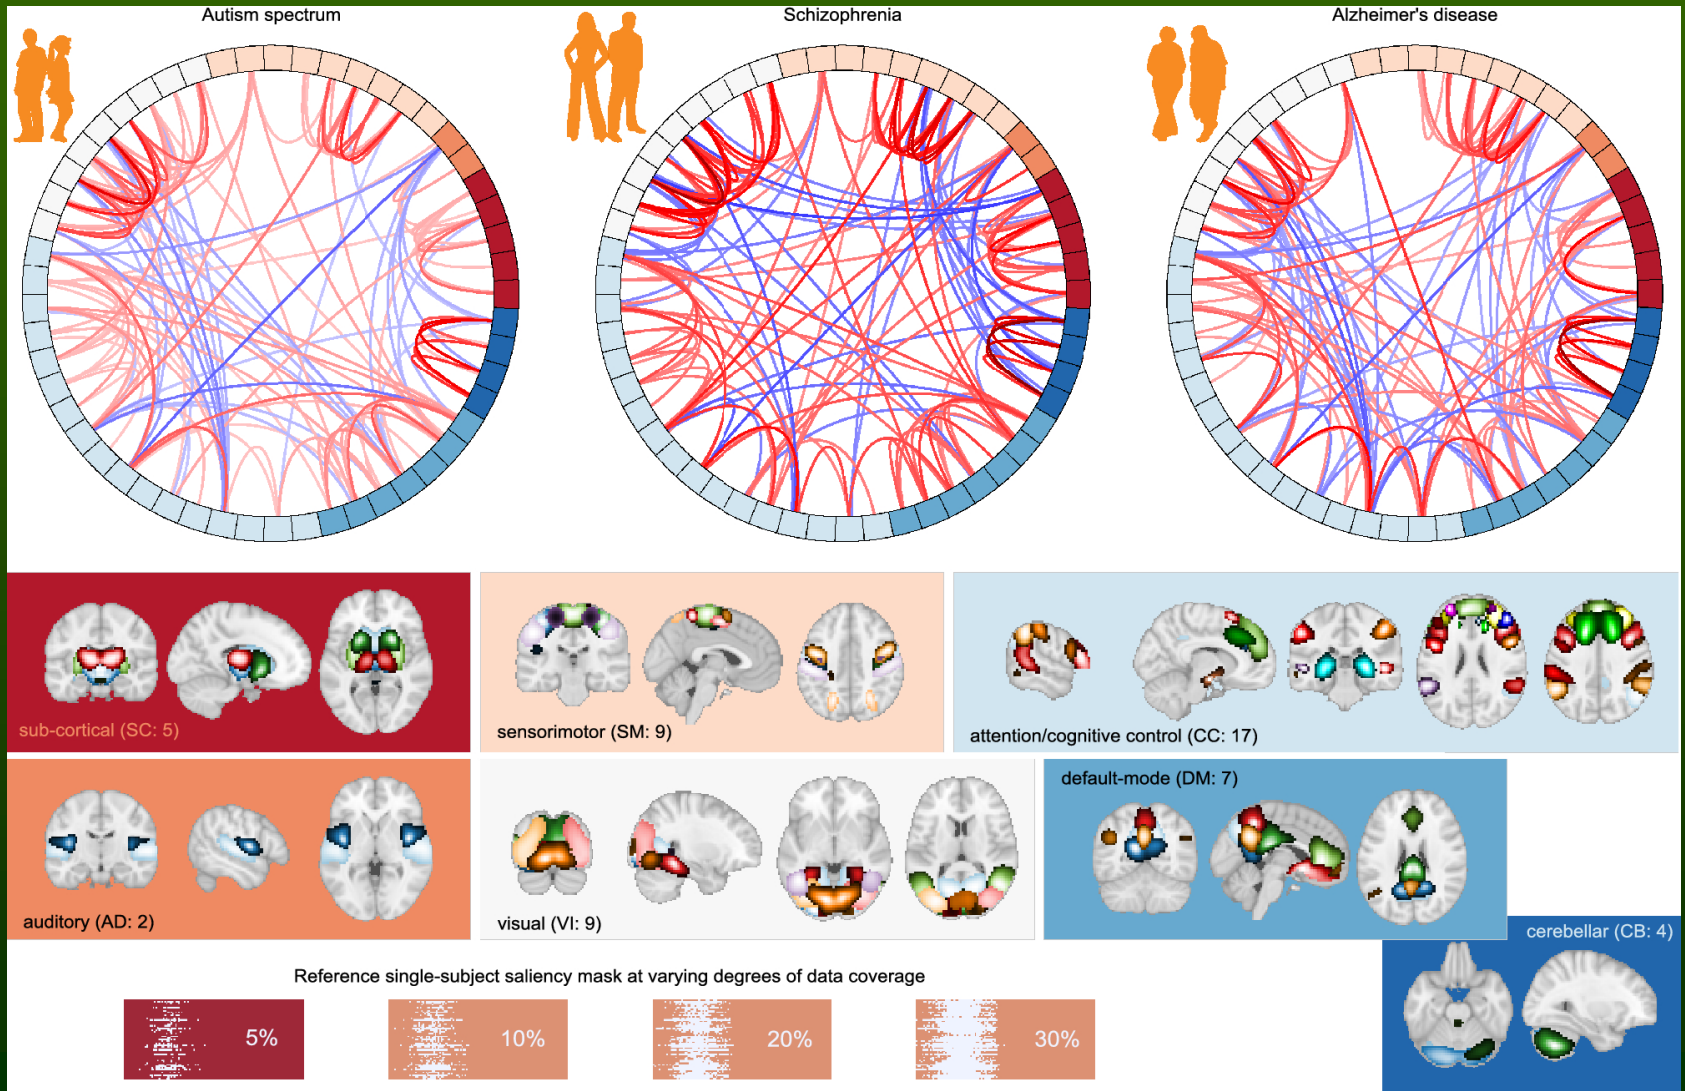 Autism spectrum
Schizophrenia
Alzheimer's disease
sub-cortical (SC: 5)
sensorimotor (SM: 9)
attention/cognitive control (CC: 17)
auditory (AD: 2)
visual (VI: 9)
default-mode (DM: 7)
cerebellar (CB: 4)
Reference single-subject saliency mask at varying degrees of data coverage
5%
10%
20%
30%